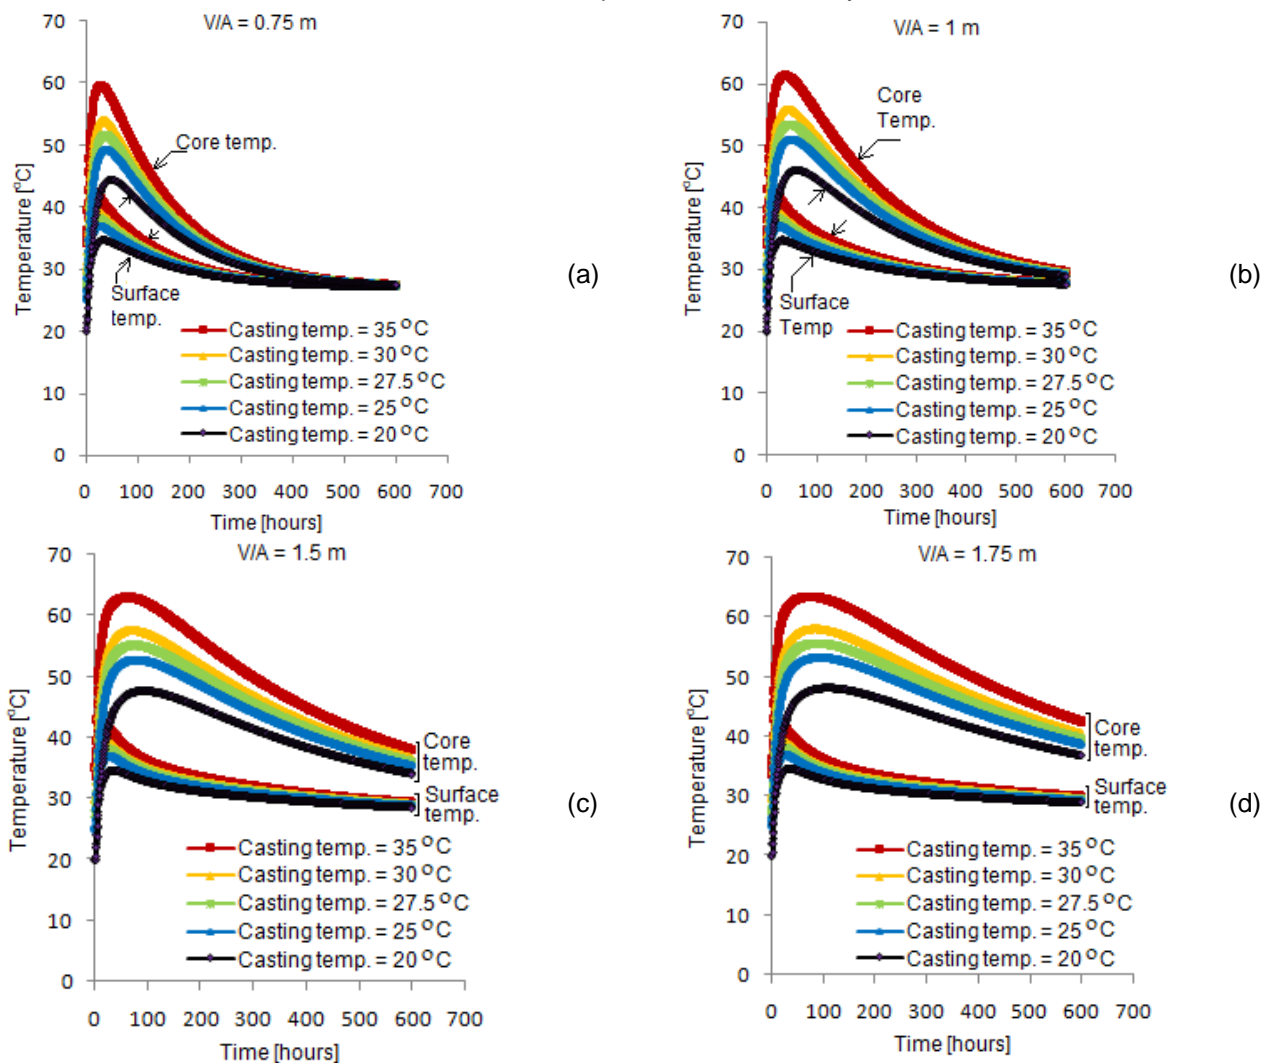 V/A = 0.75 m
70
60
50
40
30
20
10
0
Temperature [°C]
Core temp.
Surface
temp.
Casting temp. = 35 °C
Casting temp. = 30 °C
Casting temp. = 27.5 °C
Casting temp. = 25 °C
Casting temp. = 20 °C
0 100 200 300 400 500 600 700
Time [hours]
(a)
V/A = 1 m
70
60
50
40
30
20
10
0
Temperature [°C]
Core
Temp.
Surface
Temp
Casting temp. = 35 °C
Casting temp. = 30 °C
Casting temp. = 27.5 °C
Casting temp. = 25 °C
Casting temp. = 20 °C
0 100 200 300 400 500 600 700
Time [hours]
(b)
V/A = 1.5 m
70
60
50
40
30
20
10
0
Temperature [°C]
Core
temp.
Surface
temp.
Casting temp. = 35 °C
Casting temp. = 30 °C
Casting temp. = 27.5 °C
Casting temp. = 25 °C
Casting temp. = 20 °C
0 100 200 300 400 500 600 700
Time [hours]
(c)
V/A = 1.75 m
70
60
50
40
30
20
10
0
Temperature [°C]
Core
temp.
Surface
temp.
Casting temp. = 35 °C
Casting temp. = 30 °C
Casting temp. = 27.5 °C
Casting temp. = 25 °C
Casting temp. = 20 °C
0 100 200 300 400 500 600 700
Time [hours]
(d)